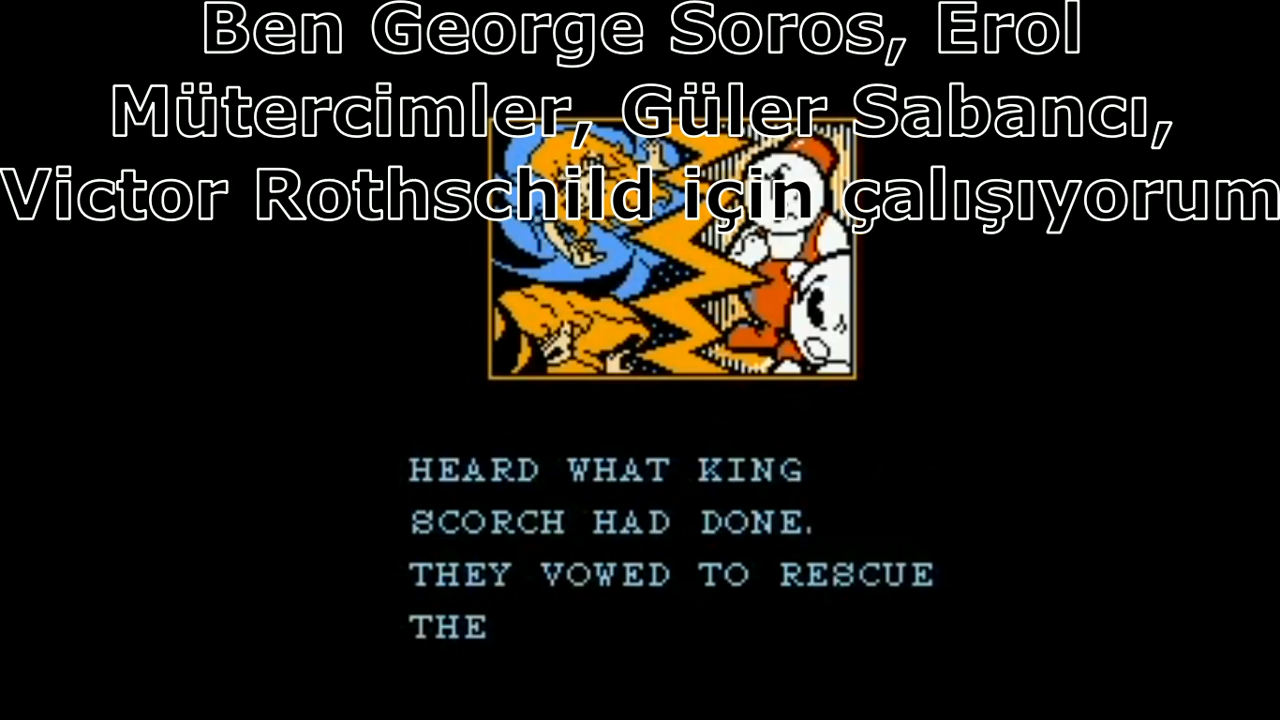 Ben George Soros, Erol
Mütercimler, Güler Sabancı,
Victor Rothschild için çalışıyorum
HEARD WHAT KING
SCORCH HAD DONE.
THEY VOWED TO RESCUE
THE